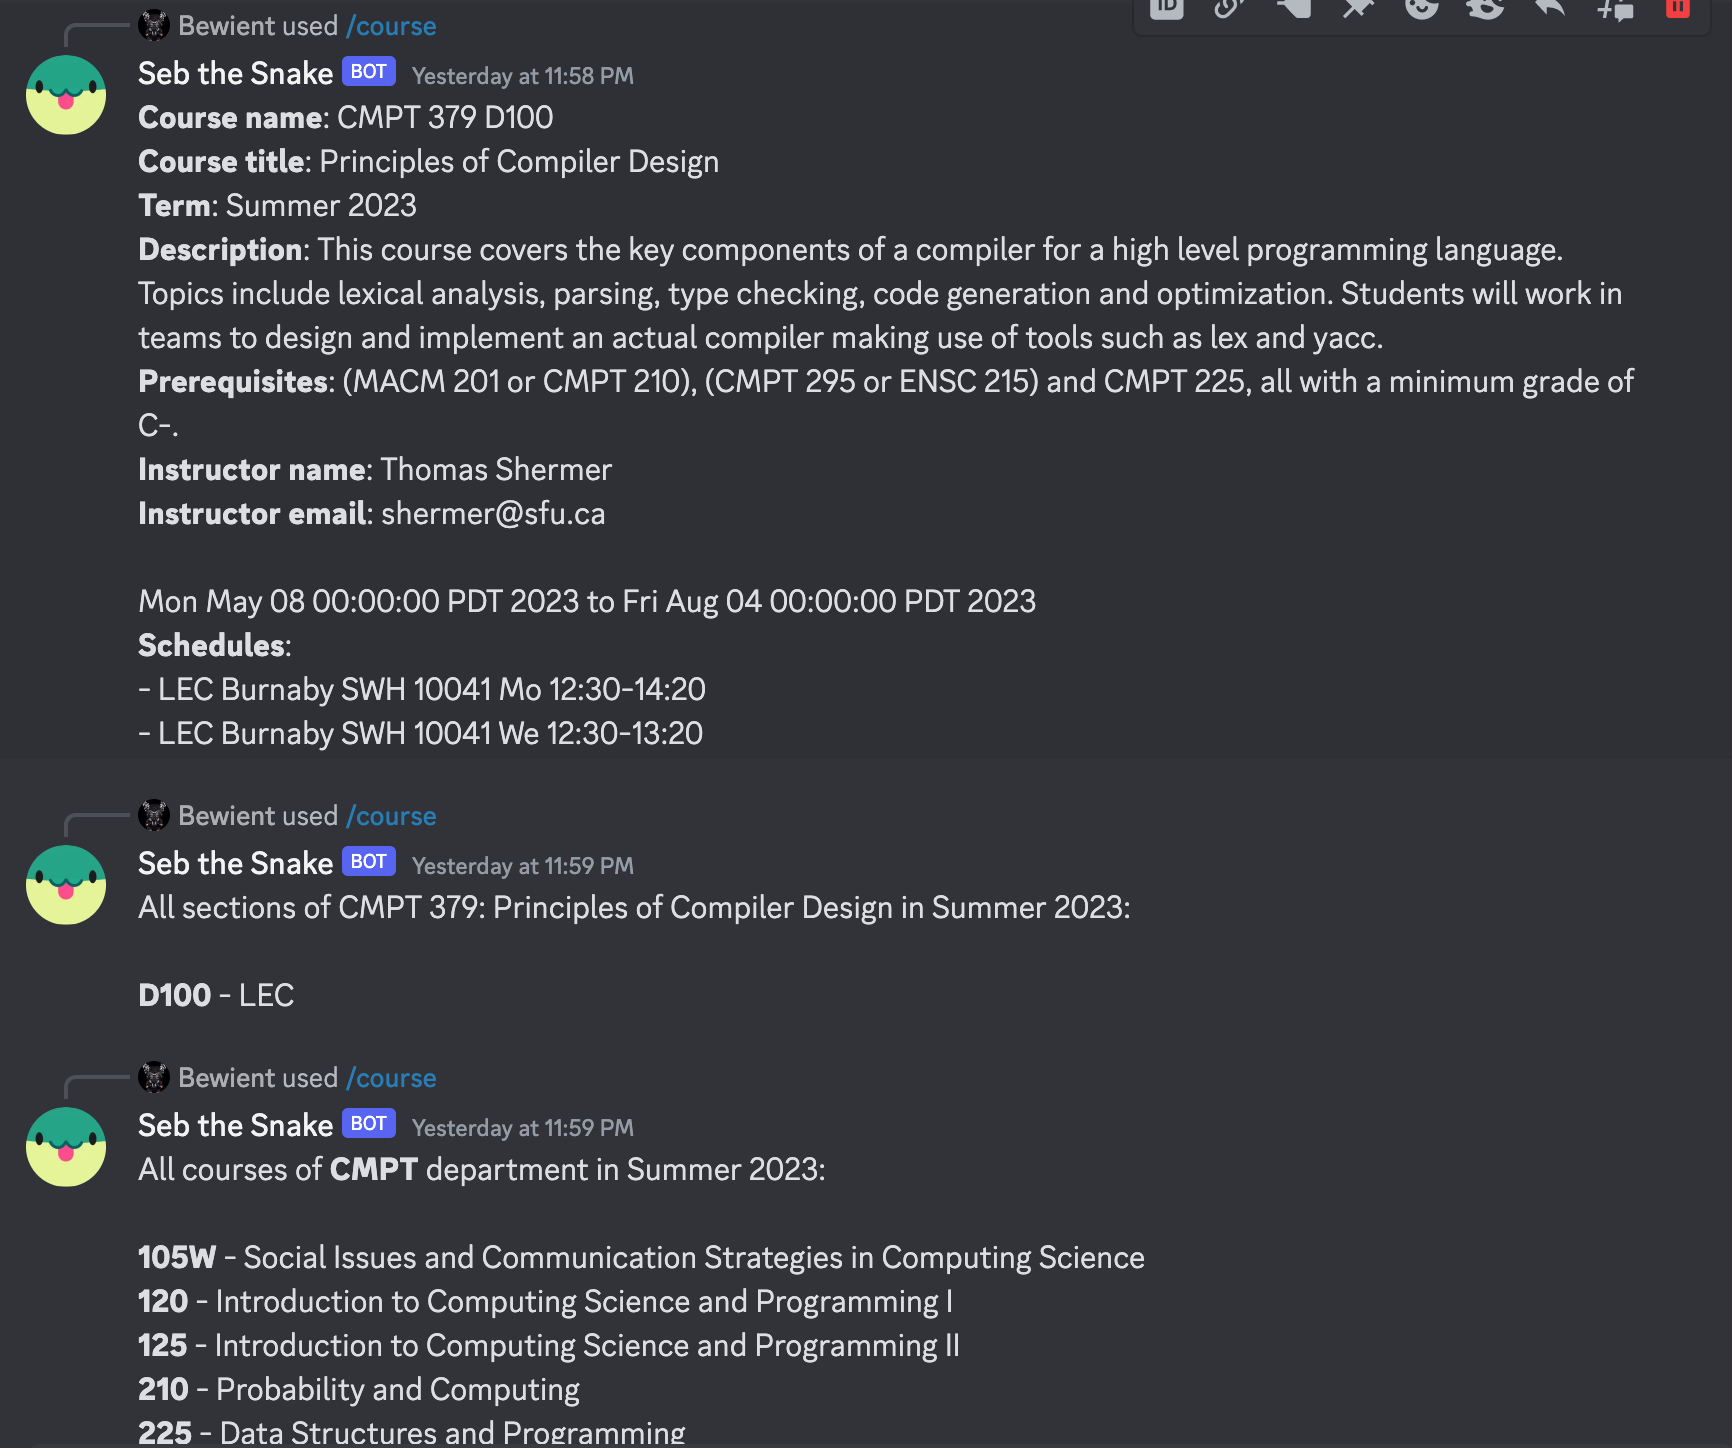 ID
Bewient used /course
Seb the Snake BOT Yesterday at 11:58 PM
Course name: CMPT 379 D100
Course title: Principles of Compiler Design
Term: Summer 2023
Description: This course covers the key components of a compiler for a high level programming language.
Topics include lexical analysis, parsing, type checking, code generation and optimization. Students will work in
teams to design and implement an actual compiler making use of tools such as lex and yacc.
Prerequisites: (MACM 201 or CMPT 210), (CMPT 295 or ENSC 215) and CMPT 225, all with a minimum grade of
C-.
Instructor name: Thomas Shermer
Instructor email: shermer@sfu.ca
Mon May 08 00:00:00 PDT 2023 to Fri Aug 04 00:00:00 PDT 2023
Schedules:
- LEC Burnaby SWH 10041 Mo 12:30-14:20
- LEC Burnaby SWH 10041 We 12:30-13:20
Bewient used /course
Seb the Snake BOT Yesterday at 11:59 PM
All sections of CMPT 379: Principles of Compiler Design in Summer 2023:
D100 - LEC
Bewient used /course
Seb the Snake BOT Yesterday at 11:59 PM
All courses of CMPT department in Summer 2023:
105W - Social Issues and Communication Strategies in Computing Science
120 - Introduction to Computing Science and Programming I
125 - Introduction to Computing Science and Programming II
210 - Probability and Computing
225 - Data Structures and Programming